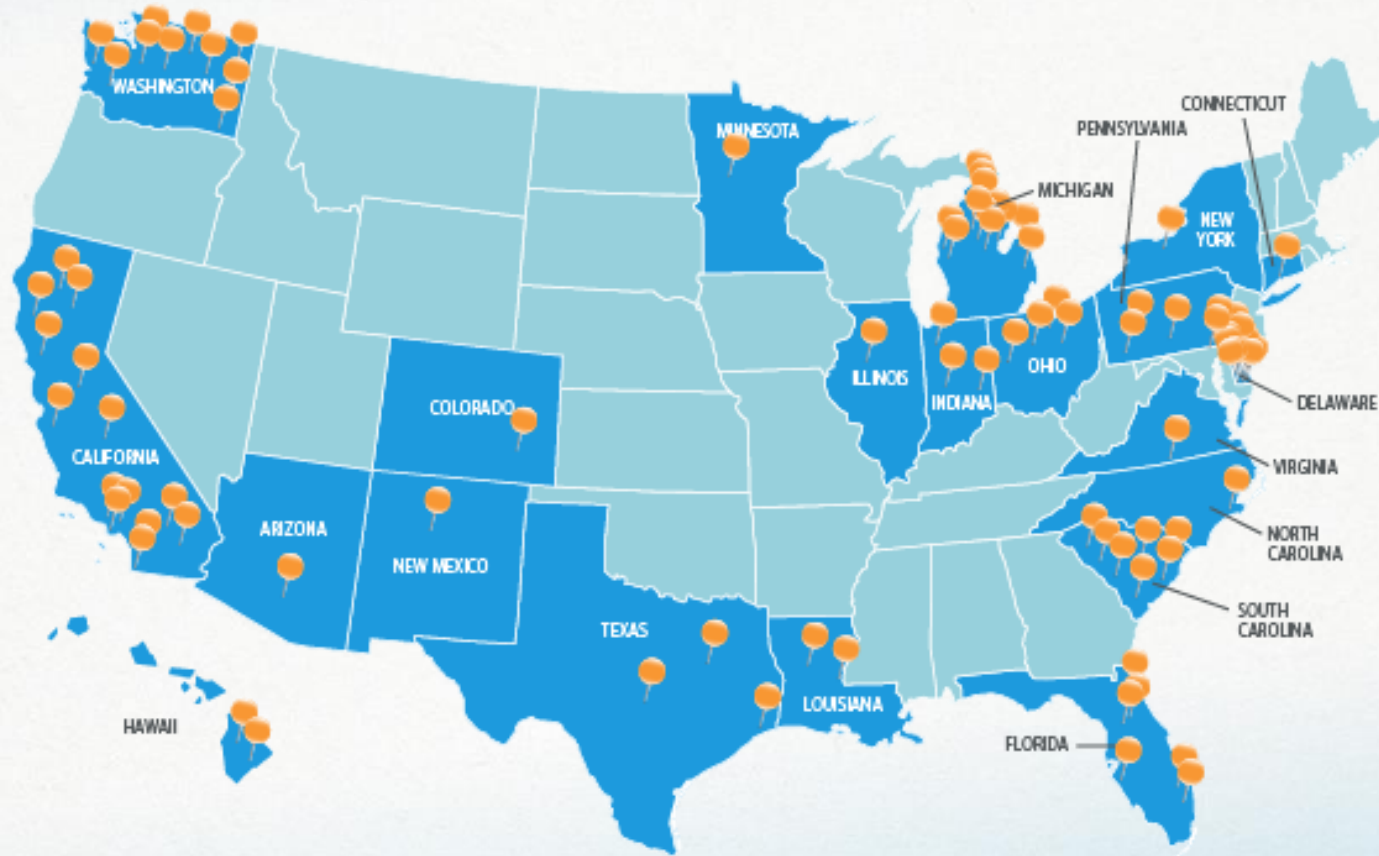 CONNECTICUT
PENNSYLVANIA
WASHINGTON
MINNESOTA
MICHIGAN
NEW
YORK
OHIO
ILLINOIS
INDIANA
DELAWARE
COLORADO
CALIFORNIA
VIRGINIA
ARIZONA
NEW MEXICO
NORTH
CAROLINA
SOUTH
CAROLINA
TEXAS
LOUISIANA
HAWAII
FLORIDA